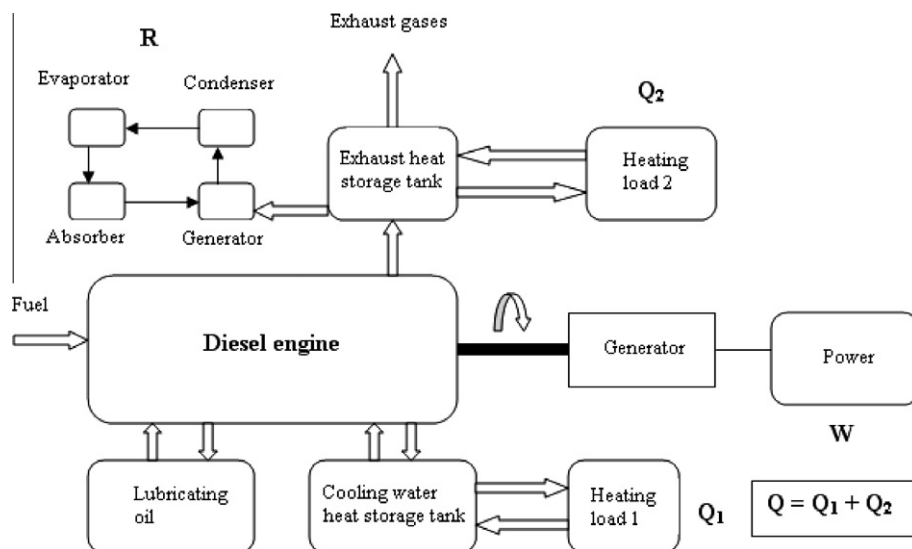 Exhaust gases
R
Evaporator
Condenser
Q₂
Exhaust heat
storage tank
Heating
load 2
Absorber
Generator
Fuel
Diesel engine
Generator
Power
W
Lubricating
oil
Cooling water
heat storage tank
Heating
load 1
Q₁
Q = Q₁ + Q₂